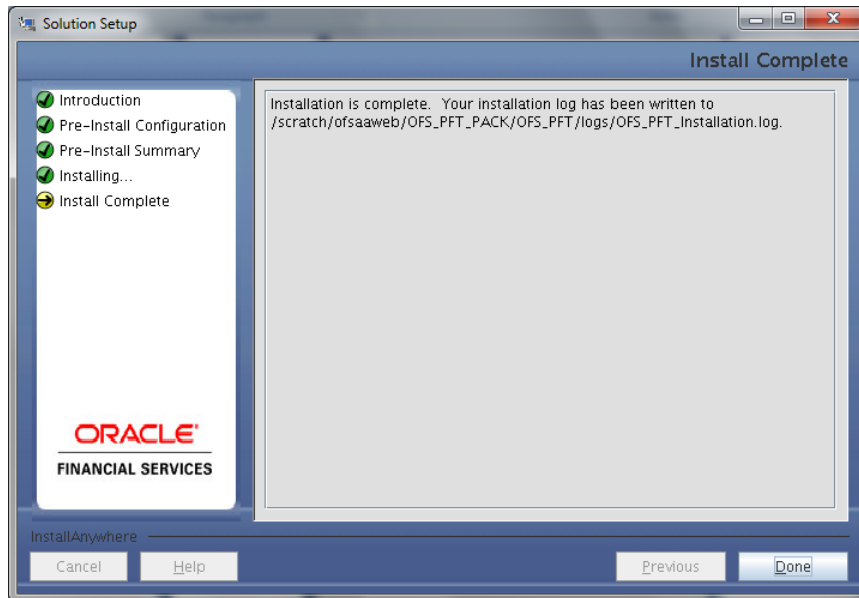 Solution Setup
Install Complete
Introduction
Pre-Install Configuration
Pre-Install Summary
Installing...
Install Complete
Installation is complete. Your installation log has been written to
/scratch/ofsaaweb/OFS_PFT_PACK/OFS_PFT/logs/OFS_PFT_Installation.log.
ORACLE'
FINANCIAL SERVICES
InstallAnywhere
Cancel
Help
Previous
Done